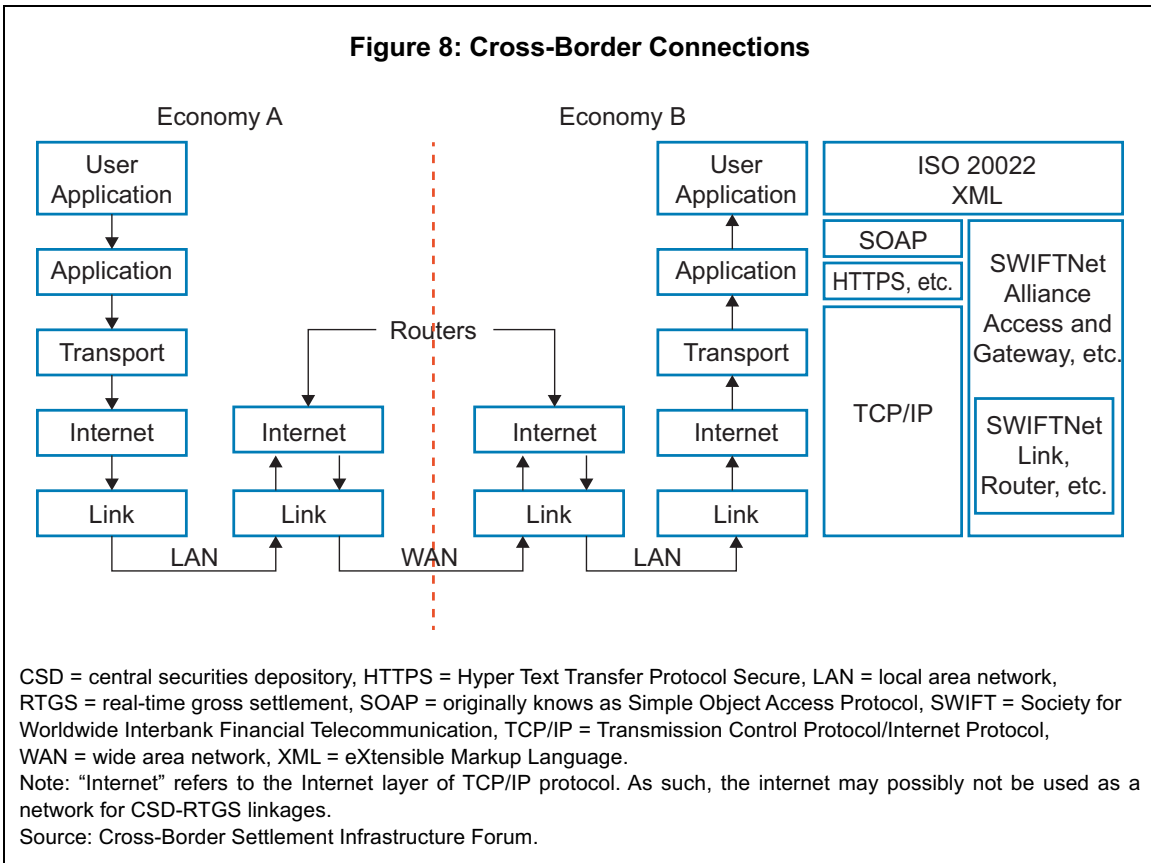 Figure 8: Cross-Border Connections
Economy A
Economy B
User
Application
Application
Transport
Internet
Link
LAN
Routers
Internet
Link
WAN
Internet
Link
LAN
User
Application
Application
Transport
Internet
Link
ISO 20022
XML
SOAP
HTTPS, etc.
TCP/IP
SWIFTNet
Alliance
Access and
Gateway, etc.
SWIFTNet
Link,
Router, etc.
CSD = central securities depository, HTTPS = Hyper Text Transfer Protocol Secure, LAN = local area network,
RTGS = real-time gross settlement, SOAP = originally known as Simple Object Access Protocol, SWIFT = Society for
Worldwide Interbank Financial Telecommunication, TCP/IP = Transmission Control Protocol/Internet Protocol,
WAN = wide area network, XML = eXtensible Markup Language.
Note: “Internet” refers to the Internet layer of TCP/IP protocol. As such, the internet may possibly not be used as a
network for CSD-RTGS linkages.
Source: Cross-Border Settlement Infrastructure Forum.